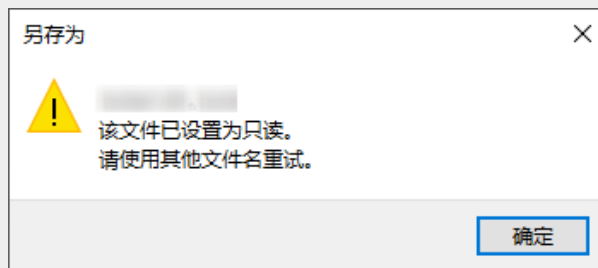 另存为
该文件已设置为只读。
请使用其他文件名重试。
确定